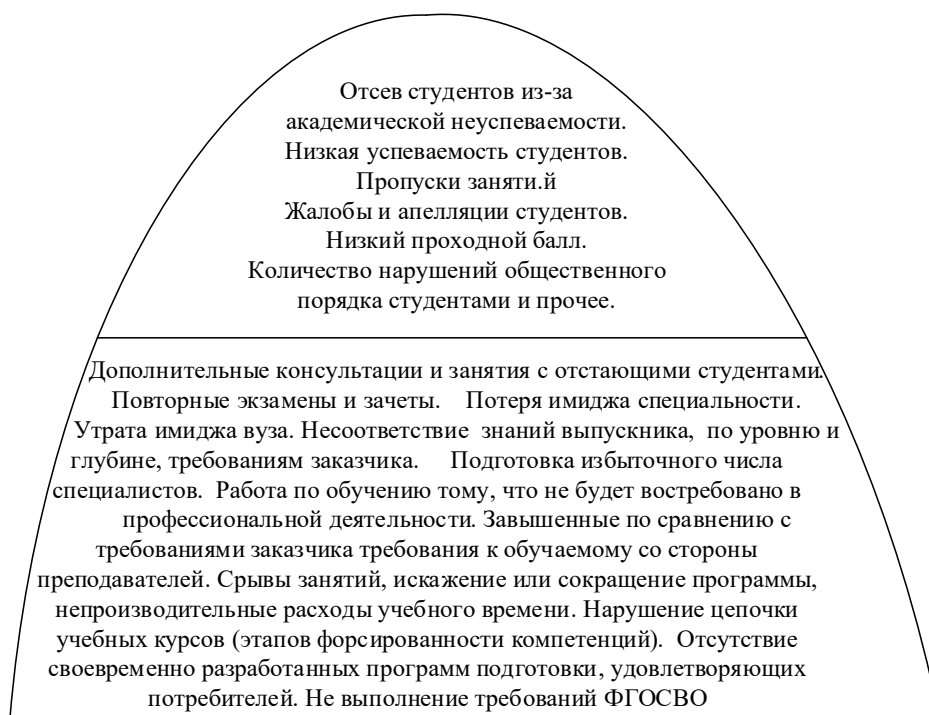 Отсев студентов из-за
академической неуспеваемости.
Низкая успеваемость студентов.
Пропуски заняти.й
Жалобы и апелляции студентов.
Низкий проходной балл.
Количество нарушений общественного
порядка студентами и прочее.
Дополнительные консультации и занятия с отстающими студентами.
Повторные экзамены и зачеты. Потеря имиджа специальности.
Утрата имиджа вуза. Несоответствие знаний выпускника, по уровню и
глубине, требованиям заказчика. Подготовка избыточного числа
специалистов. Работа по обучению тому, что не будет востребовано в
профессиональной деятельности. Завышенные по сравнению с
требованиями заказчика требования к обучаемому со стороны
преподавателей. Срывы занятий, искажение или сокращение программы,
непроизводительные расходы учебного времени. Нарушение цепочки
учебных курсов (этапов форсированности компетенций). Отсутствие
своевременно разработанных программ подготовки, удовлетворяющих
потребителей. Не выполнение требований ФГОСВО